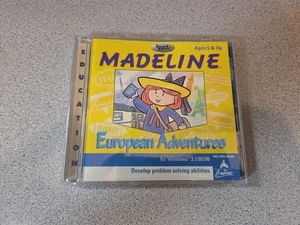 EDUCATION
Ages 5 & Up
MADELINE
European Adventures
for Windows® 3.1/95/98
Develop problem solving abilities